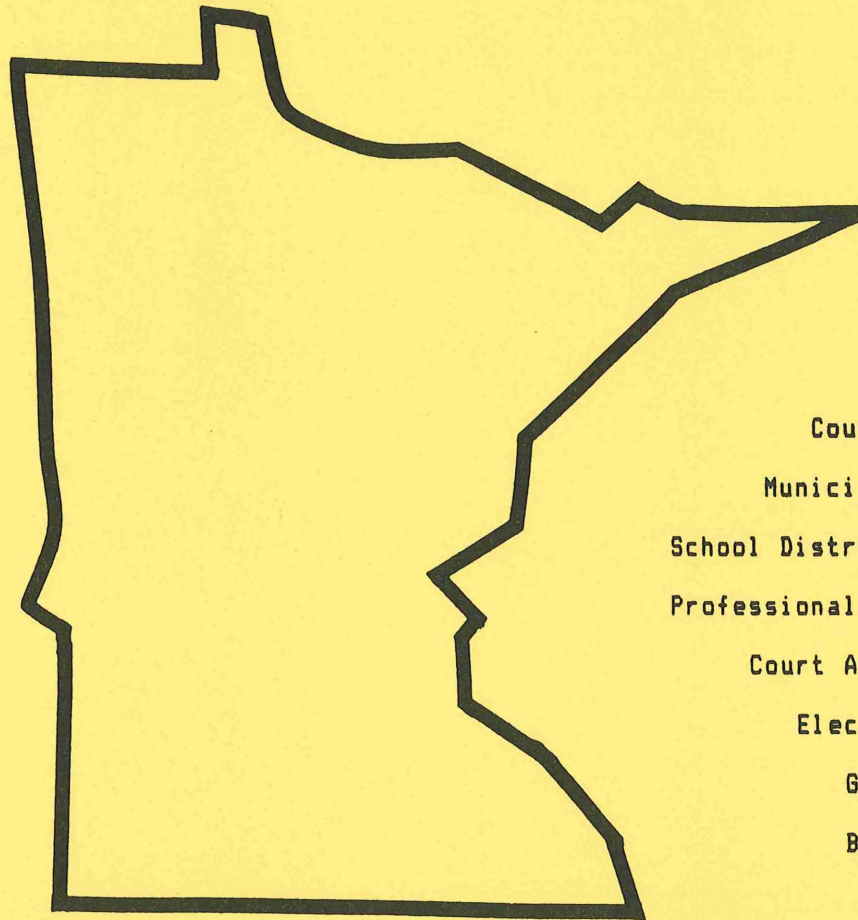 Cou
Munici
School Distr
Professional
Court A
Elec
G
B